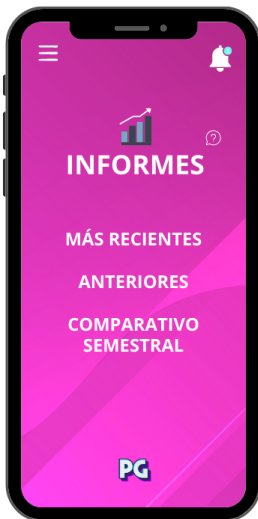 INFORMES
MÁS RECIENTES
ANTERIORES
COMPARATIVO
SEMESTRAL
PG